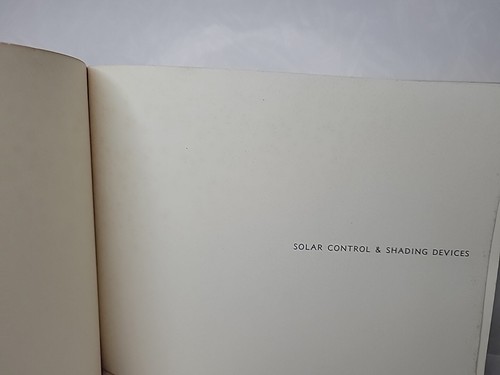 SOLAR CONTROL & SHADING DEVICES